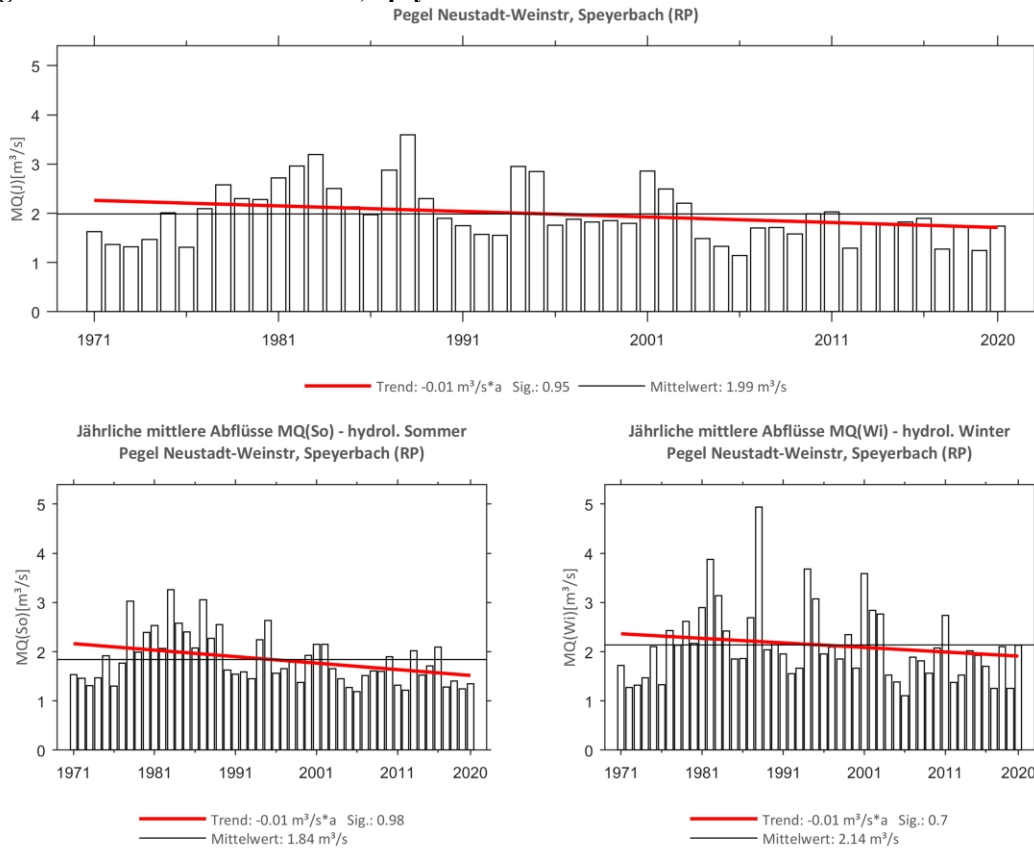 Pegel Neustadt-Weinstr, Speyerbach (RP)
MQ(J)[m³/s]
5
4
3
2
1
0
1971 1981 1991 2001 2011 2020
Trend: -0.01 m³/s*a Sig.: 0.95 Mittelwert: 1.99 m³/s
Jährliche mittlere Abflüsse MQ(So) - hydrol. Sommer
Pegel Neustadt-Weinstr, Speyerbach (RP)
MQ(So)[m³/s]
5
4
3
2
1
0
1971 1981 1991 2001 2011 2020
Trend: -0.01 m³/s*a Sig.: 0.98
Mittelwert: 1.84 m³/s
Jährliche mittlere Abflüsse MQ(Wi) - hydrol. Winter
Pegel Neustadt-Weinstr, Speyerbach (RP)
MQ(Wi)[m³/s]
5
4
3
2
1
0
1971 1981 1991 2001 2011 2020
Trend: -0.01 m³/s*a Sig.: 0.7
Mittelwert: 2.14 m³/s